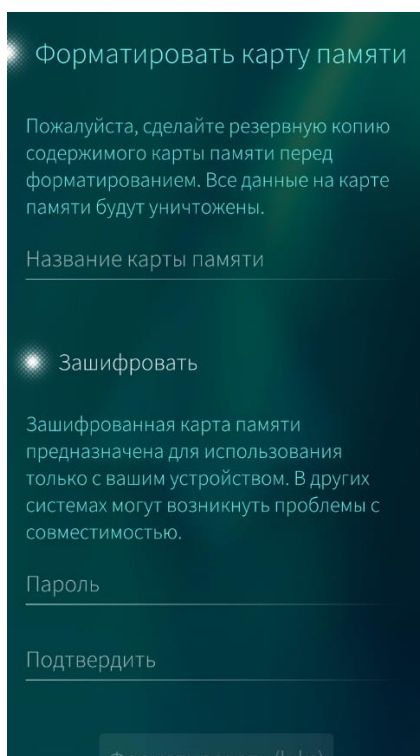 Форматировать карту памяти
Пожалуйста, сделайте резервную копию
содержимого карты памяти перед
форматированием. Все данные на карте
памяти будут уничтожены.
Название карты памяти
Зашифровать
Зашифрованная карта памяти
предназначена для использования
только с вашим устройством. В других
системах могут возникнуть проблемы с
совместимостью.
Пароль
Подтвердить